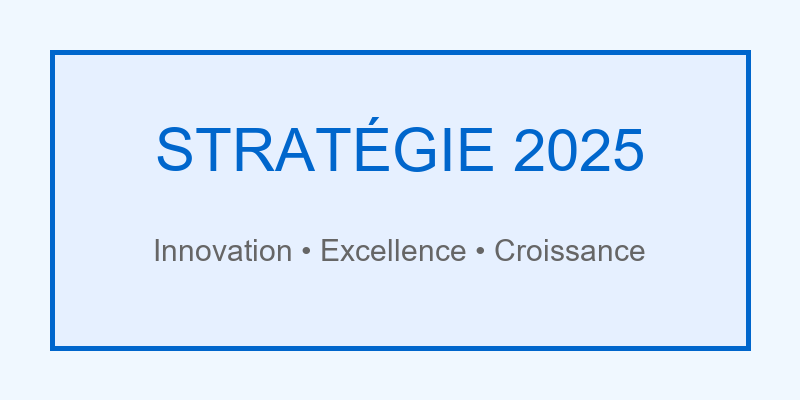 STRATÉGIE 2025
Innovation • Excellence • Croissance